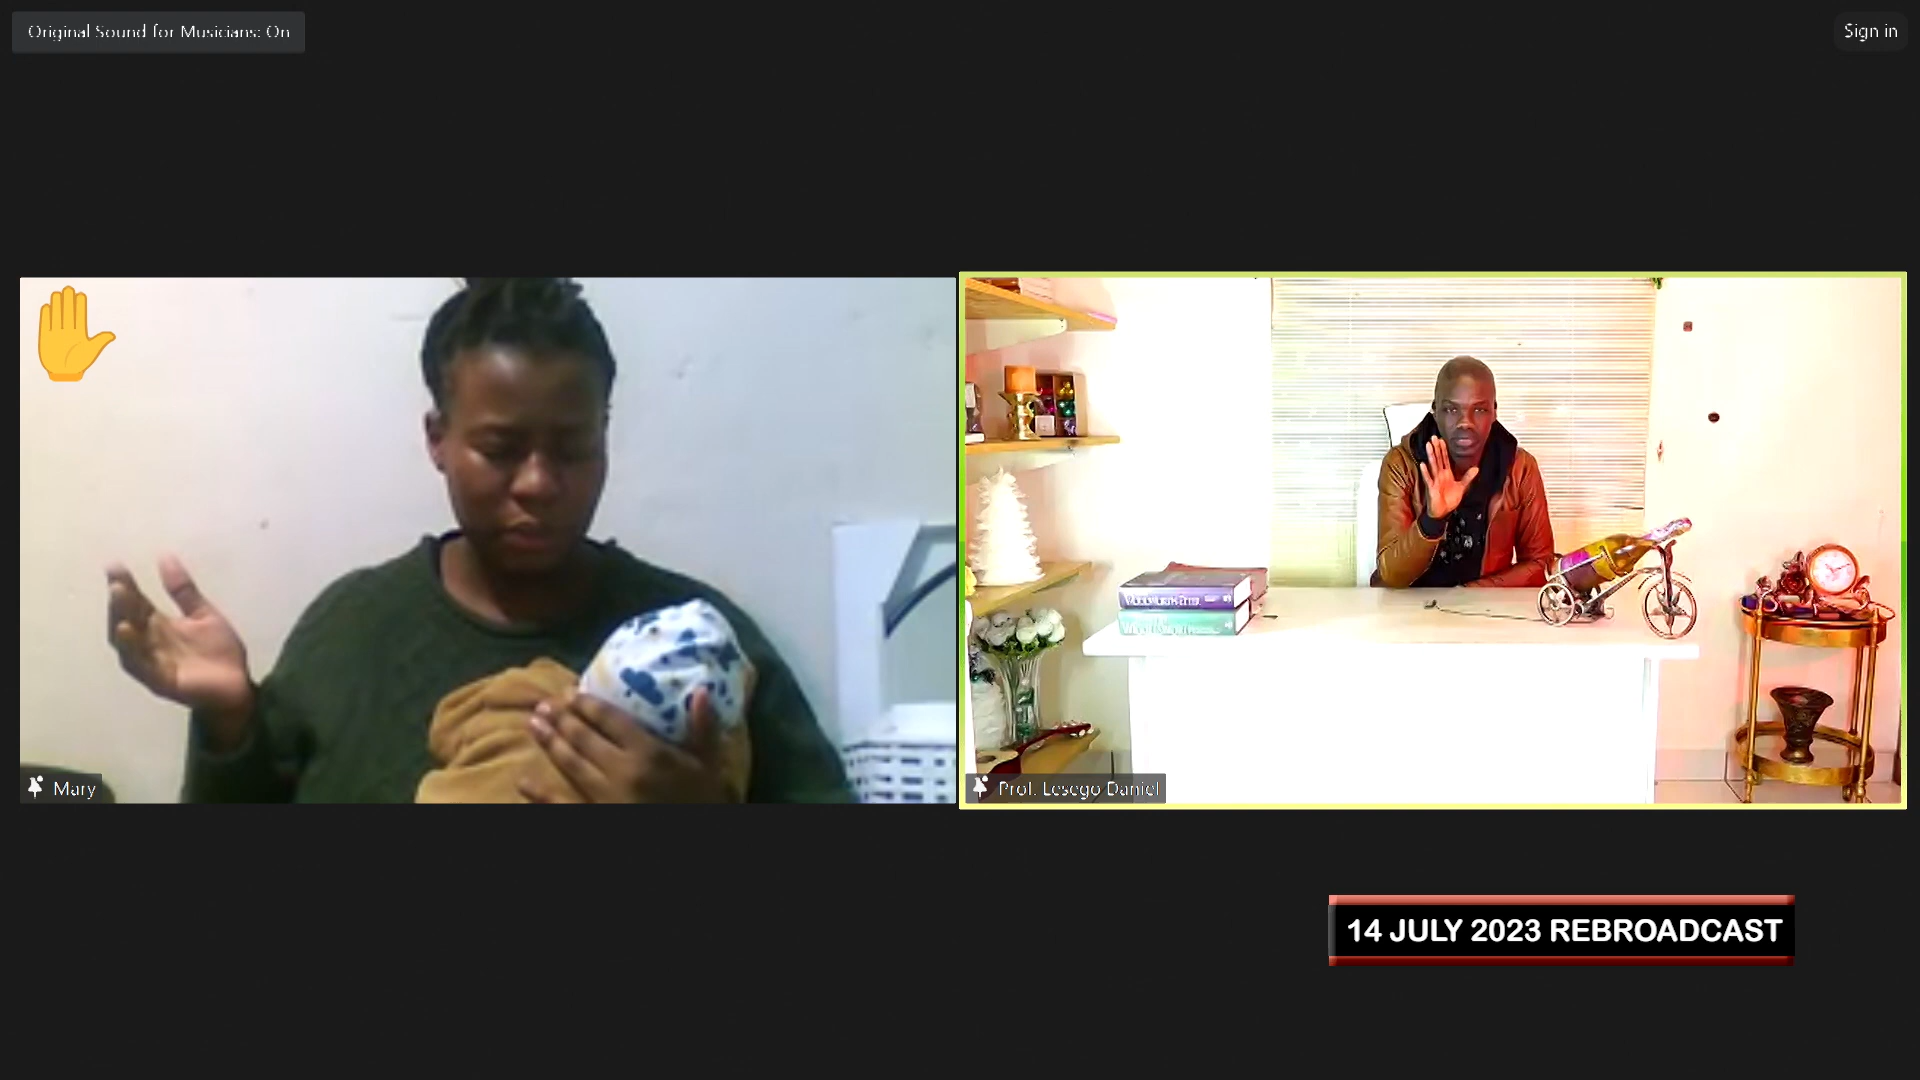 Original Sound for Musicians: On
Sign in
Mary
Prof. Lesego Daniel
14 JULY 2023 REBROADCAST